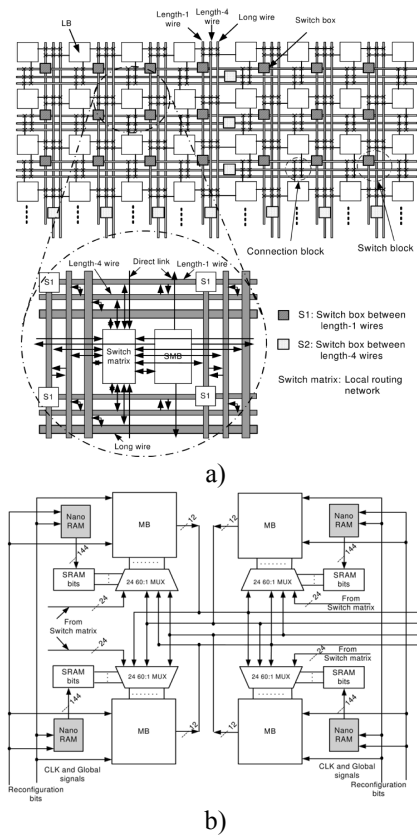 LB
Length-1
wire
Length-4
wire
Long wire
Switch box
Connection block
Switch block
Length-4 wire
Direct link
Length-1 wire
S1
S1
Switch
matrix
SMB
S1
S1
Long wire
S1: Switch box between
length-1 wires
S2: Switch box between
length-4 wires
Switch matrix: Local routing
network
a)
Nano
RAM
144
SRAM
bits
MB
12
24 60:1 MUX
24
From
Switch matrix
24
12
MB
Nano
RAM
144
SRAM
bits
24 60:1 MUX
24
From
Switch matrix
SRAM
bits
144
Nano
RAM
24 60:1 MUX
MB
12
CLK and Global
signals
Reconfiguration
bits
24
From
Switch matrix
24 60:1 MUX
SRAM
bits
144
12
MB
Nano
RAM
CLK and Global
signals
Reconfiguration
bits
b)